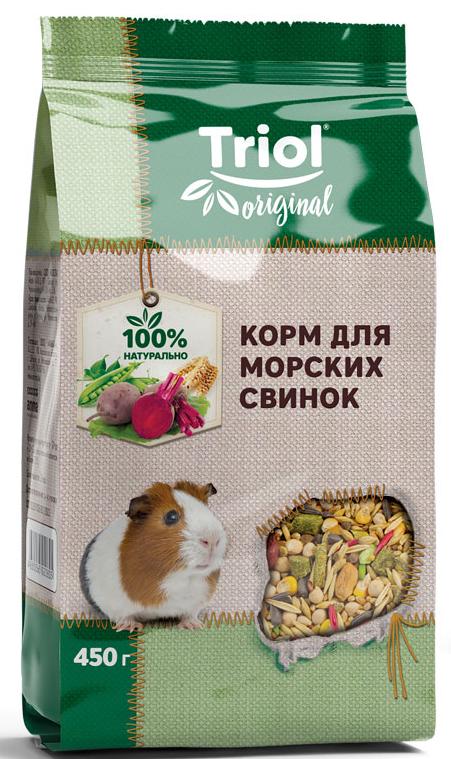 Triol®
original
100%
НАТУРАЛЬНО
КОРМ ДЛЯ
МОРСКИХ
СВИНОК
450 г